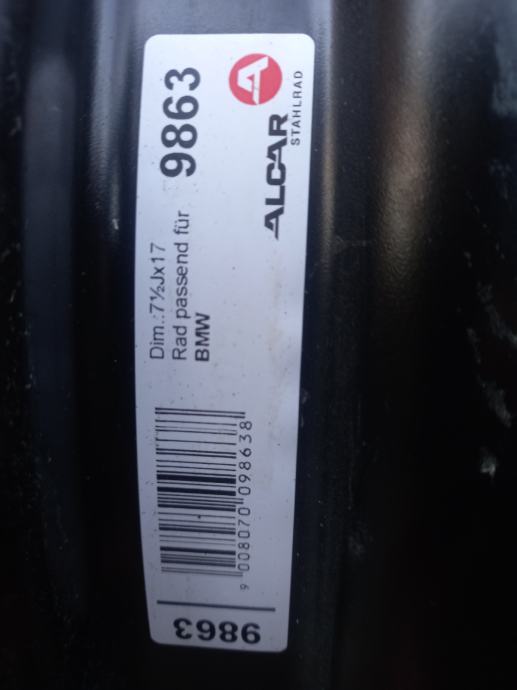 ALCAR
STAHLRAD
9863
Dim.:7½Jx17
Rad passend für
BMW
9 008070 098638
9863